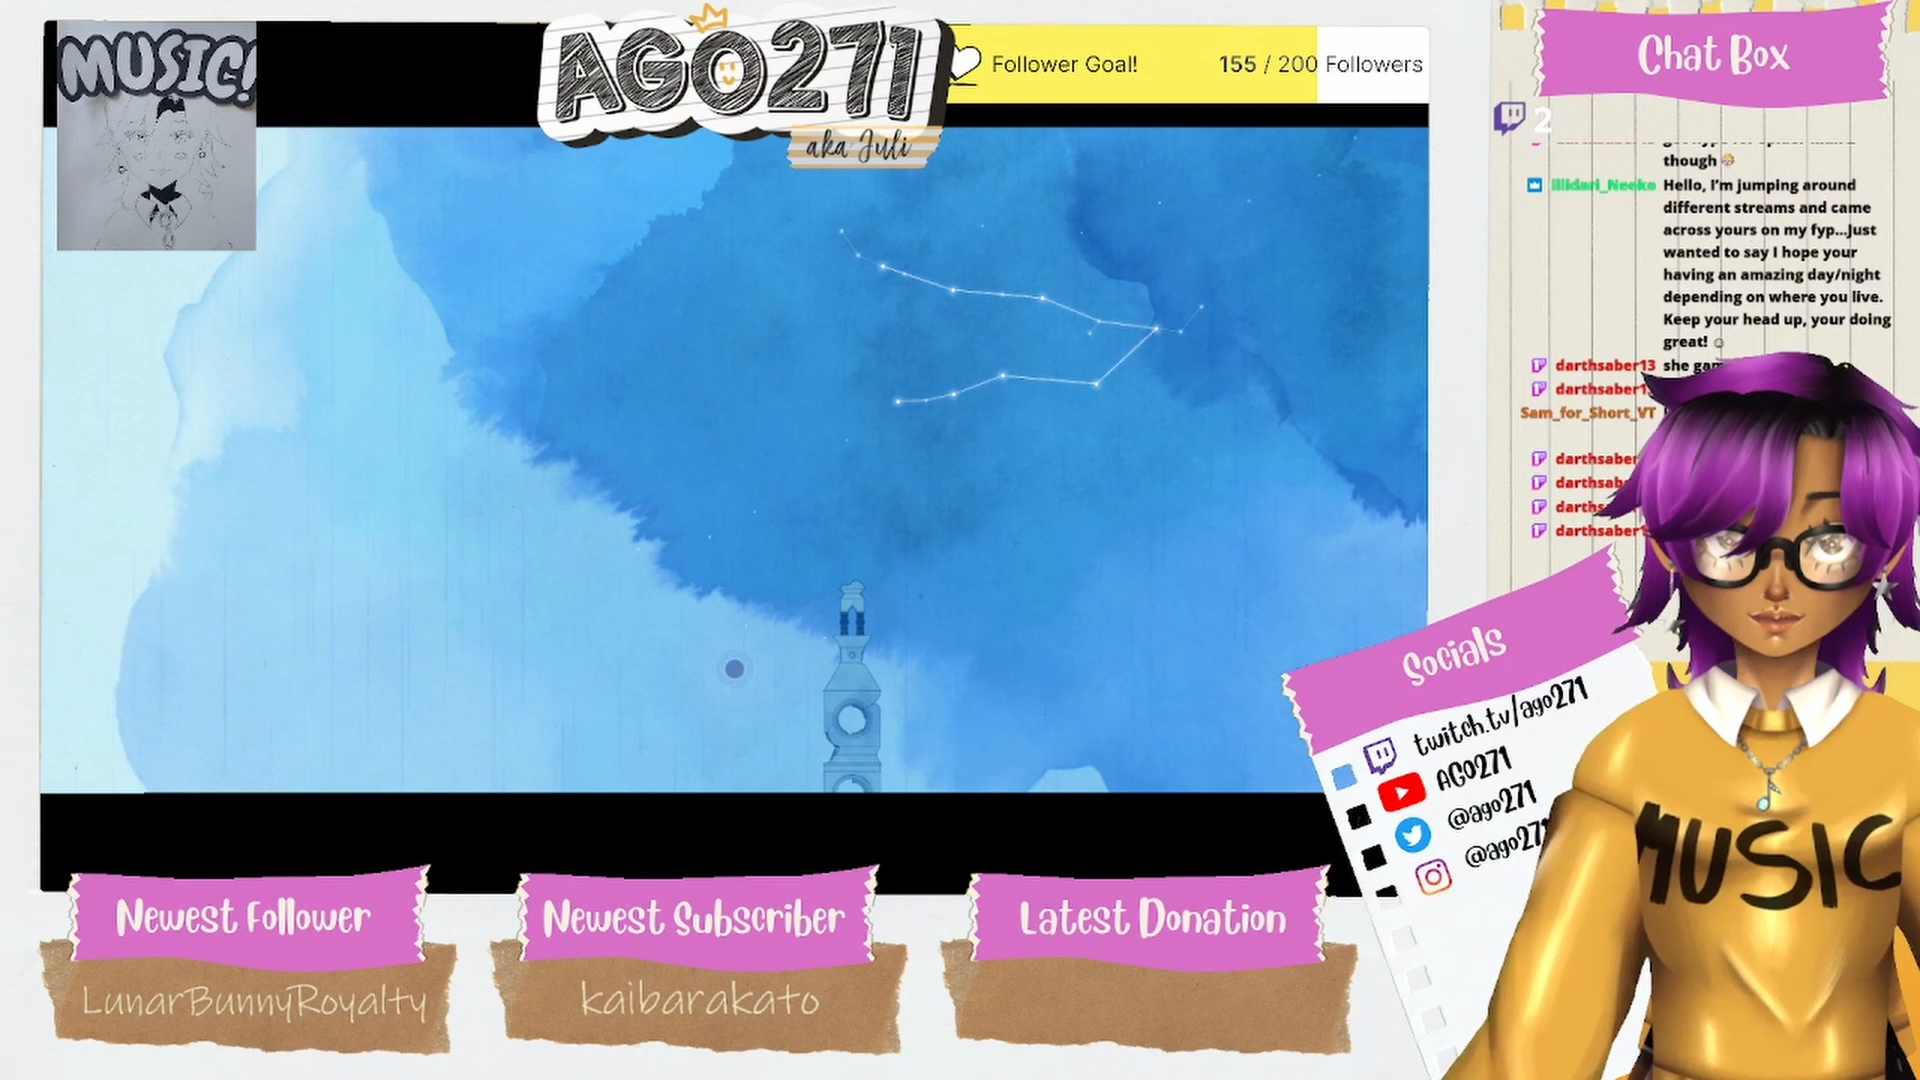 MUSIC!
AGO271
aka Juli
Follower Goal!
155 / 200 Followers
Chat Box
2
though
Illidari_Neeko Hello, I'm jumping around
different streams and came
across yours on my fyp...Just
wanted to say I hope your
having an amazing day/night
depending on where you live.
Keep your head up, your doing
great!
darthsaber13 she
Sam_for_Short_VT
Socials
twitch.tv/ago271
AGO271
@ago271
@ago271
MUSIC
Newest Follower
LunarBunnyRoyalty
Newest Subscriber
kaibarakato
Latest Donation